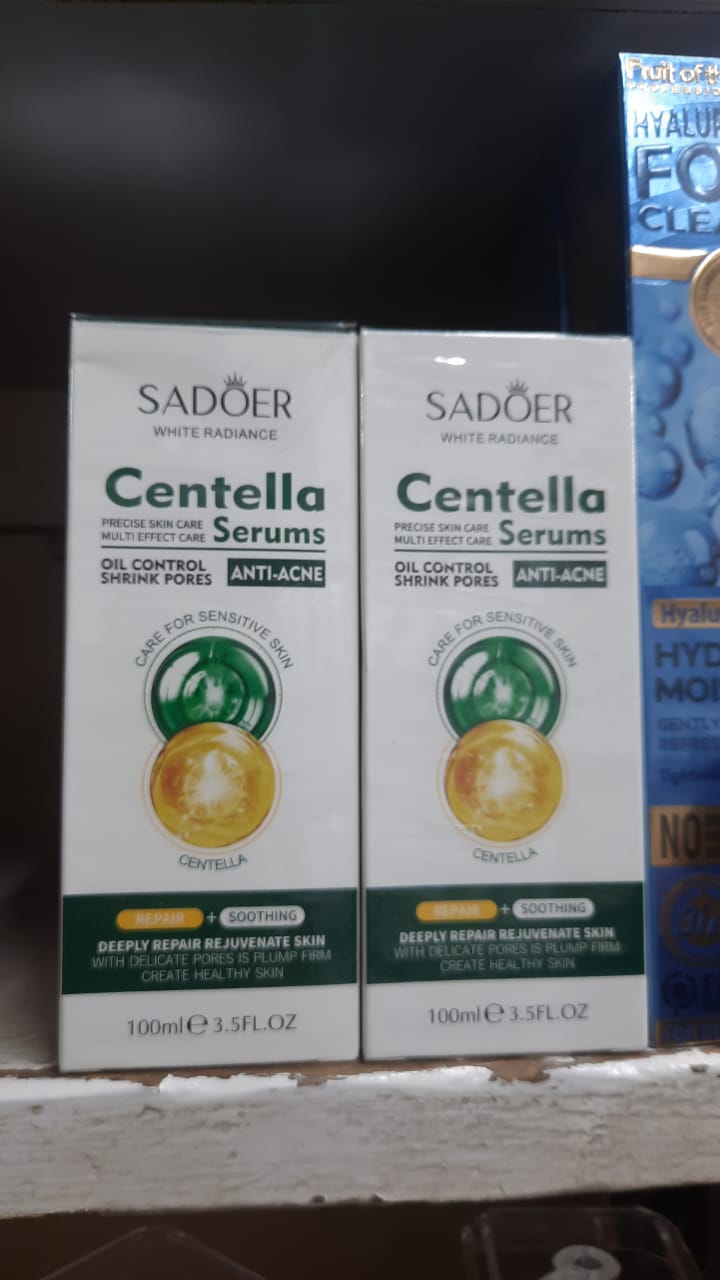 SADOER
WHITE RADIANCE
Centella
PRECISE SKIN CARE
MULTI EFFECT CARE
Serums
OIL CONTROL
SHRINK PORES
ANTI-ACNE
CARE FOR SENSITIVE SKIN
CENTELLA
REPAIR + SOOTHING
DEEPLY REPAIR REJUVENATE SKIN
WITH DELICATE PORES IS PLUMP FIRM
CREATE HEALTHY SKIN
100ml℮ 3.5FL.OZ
SADOER
WHITE RADIANCE
Centella
PRECISE SKIN CARE
MULTI EFFECT CARE
Serums
OIL CONTROL
SHRINK PORES
ANTI-ACNE
CARE FOR SENSITIVE SKIN
CENTELLA
REPAIR + SOOTHING
DEEPLY REPAIR REJUVENATE SKIN
WITH DELICATE PORES IS PLUMP FIRM
CREATE HEALTHY SKIN
100ml℮ 3.5FL.OZ
Fruit of
GENTLY
NO